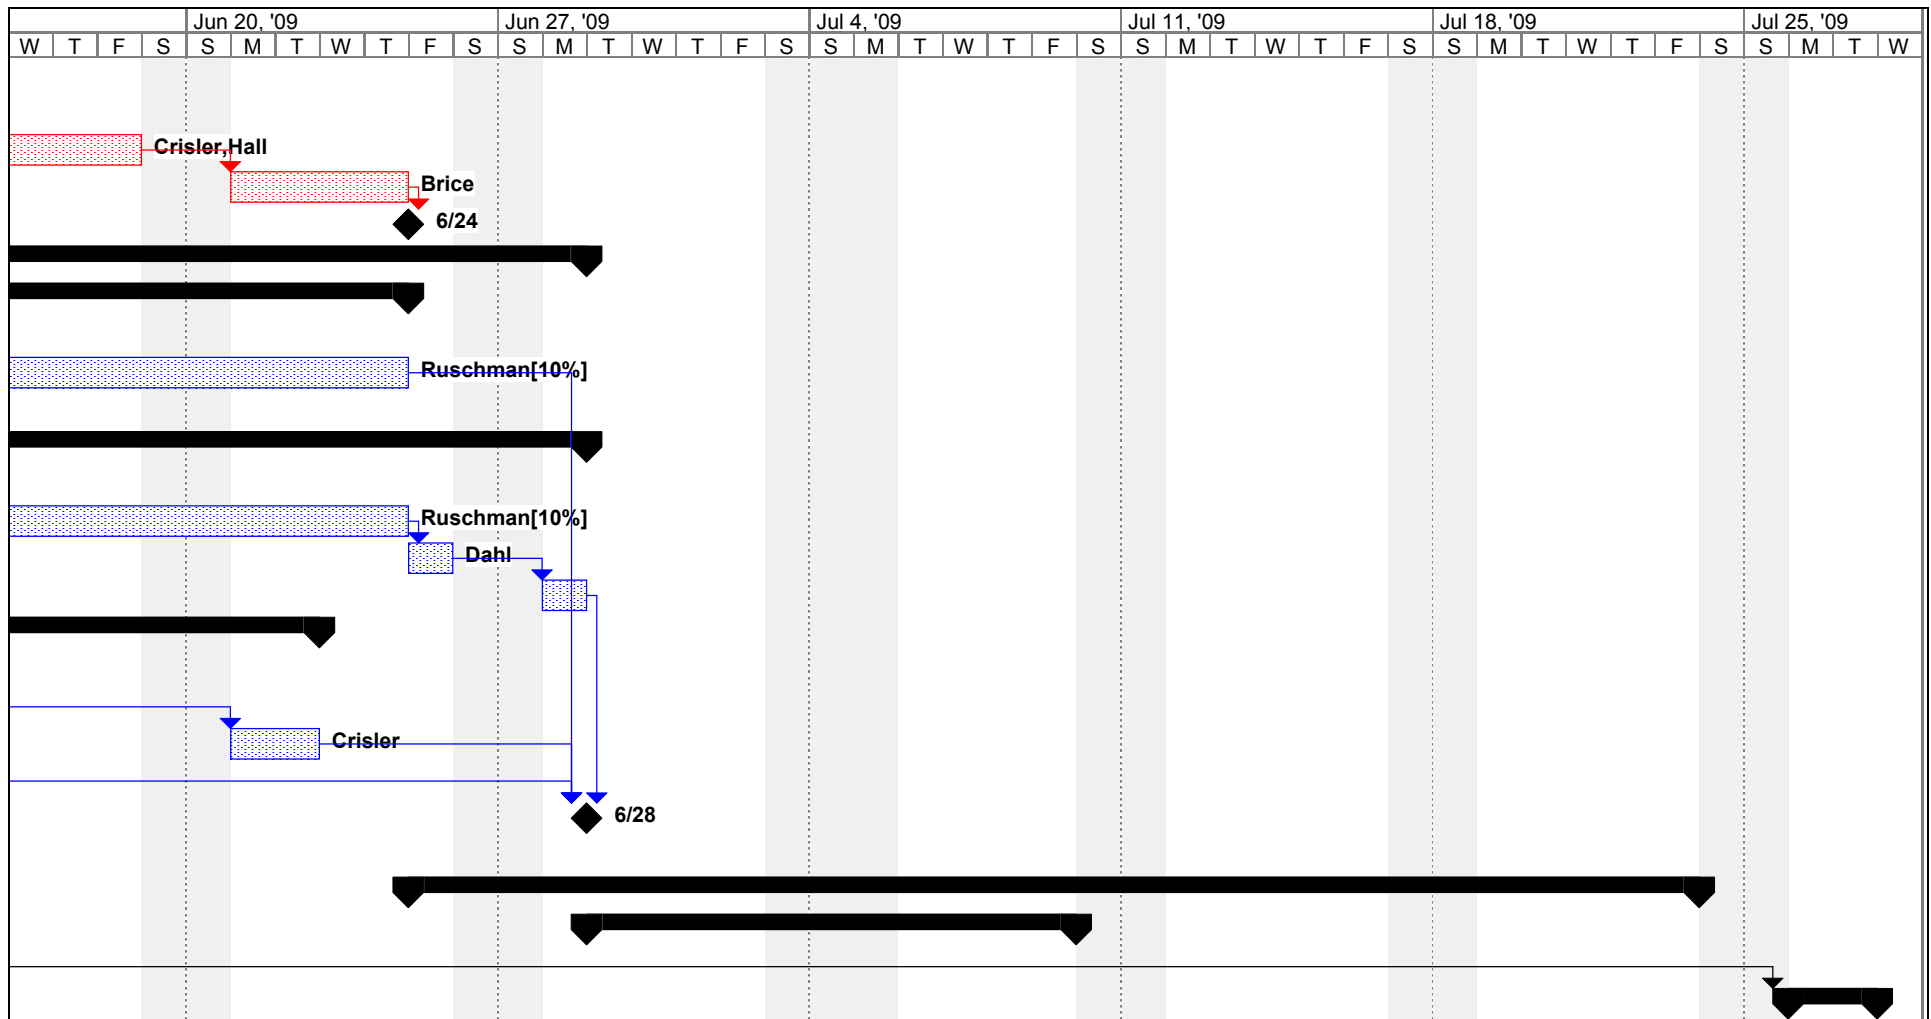 Jun 20, '09 Jun 27, '09 Jul 4, '09 Jul 11, '09 Jul 18, '09 Jul 25, '09
W T F S S M T W T F S S M T W T F S S M T W T F S S M T W T F S S M T W T F S S M T W
Crisler,Hall
Brice
6/24
Ruschman[10%]
Ruschman[10%]
Dahl
Crisler
6/28